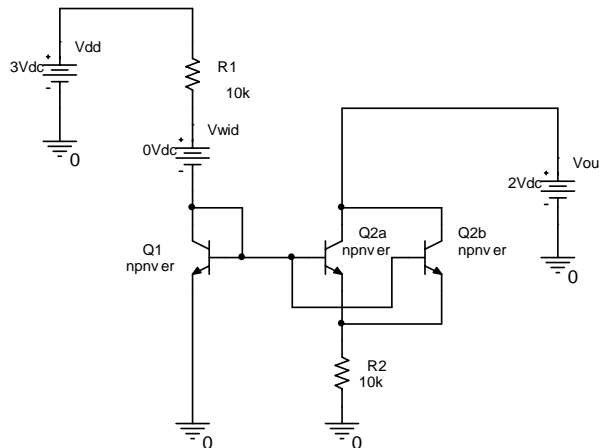 Vdd
3Vdc
R1
10k
Vwid
0Vdc
Vou
2Vdc
Q1
npnver
Q2a
npnver
Q2b
npnver
R2
10k
0
0
0
0
+
-
+
-
+
-